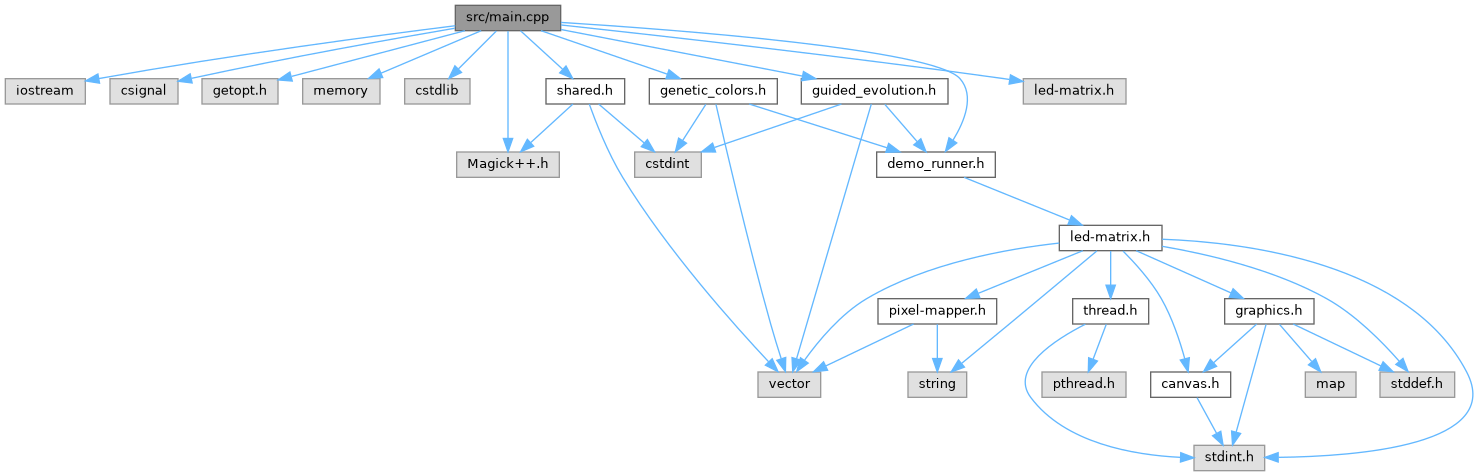 src/main.cpp
iostream
csignal
getopt.h
memory
cstdlib
shared.h
genetic_colors.h
guided_evolution.h
led-matrix.h
Magick++.h
cstdint
demo_runner.h
led-matrix.h
pixel-mapper.h
thread.h
graphics.h
vector
string
pthread.h
canvas.h
map
stddef.h
stdint.h